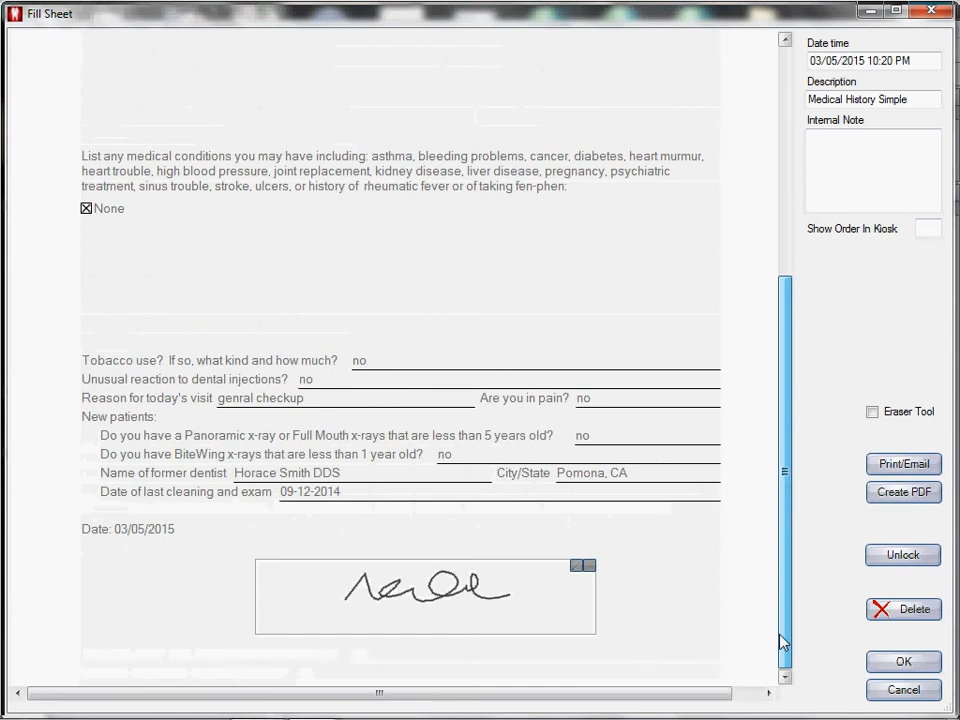 Fill Sheet
Date time
03/05/2015 10:20 PM
Description
Medical History Simple
Internal Note
Show Order In Kiosk
List any medical conditions you may have including: asthma, bleeding problems, cancer, diabetes, heart murmur,
heart trouble, high blood pressure, joint replacement, kidney disease, liver disease, pregnancy, psychiatric
treatment, sinus trouble, stroke, ulcers, or history of rheumatic fever or of taking fen-phen:
None
Tobacco use? If so, what kind and how much? no
Unusual reaction to dental injections? no
Reason for today's visit genral checkup Are you in pain? no
New patients:
Do you have a Panoramic x-ray or Full Mouth x-rays that are less than 5 years old? no
Do you have BiteWing x-rays that are less than 1 year old? no
Name of former dentist Horace Smith DDS City/State Pomona, CA
Date of last cleaning and exam 09-12-2014
Date: 03/05/2015
Eraser Tool
Print/Email
Create PDF
Unlock
Delete
OK
Cancel